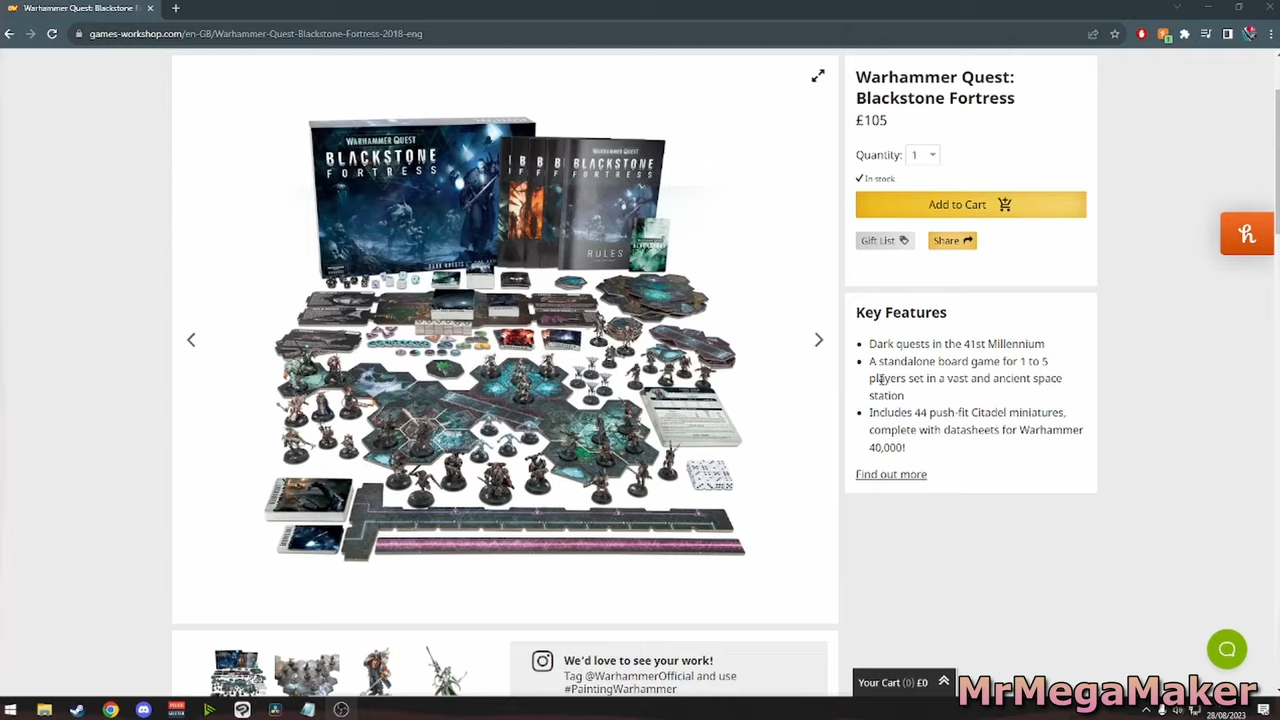 Warhammer Quest: Blackstone F
games-workshop.com/en-GB/Warhammer-Quest-Blackstone-Fortress-2018-eng
WARHAMMER QUEST
BLACKSTONE
FORTRESS
WARHAMMER QUEST
BLACKSTONE
FORTRESS
RULES
Warhammer Quest:
Blackstone Fortress
£105
Quantity: 1
In stock
Add to Cart
Gift List
Share
h
Key Features
Dark quests in the 41st Millennium
A standalone board game for 1 to 5
players set in a vast and ancient space
station
Includes 44 push-fit Citadel miniatures,
complete with datasheets for Warhammer
40,000!
Find out more
We'd love to see your work!
Tag @WarhammerOfficial and use
#PaintingWarhammer
Your Cart (0) £0
MrMegaMaker
28/08/2023